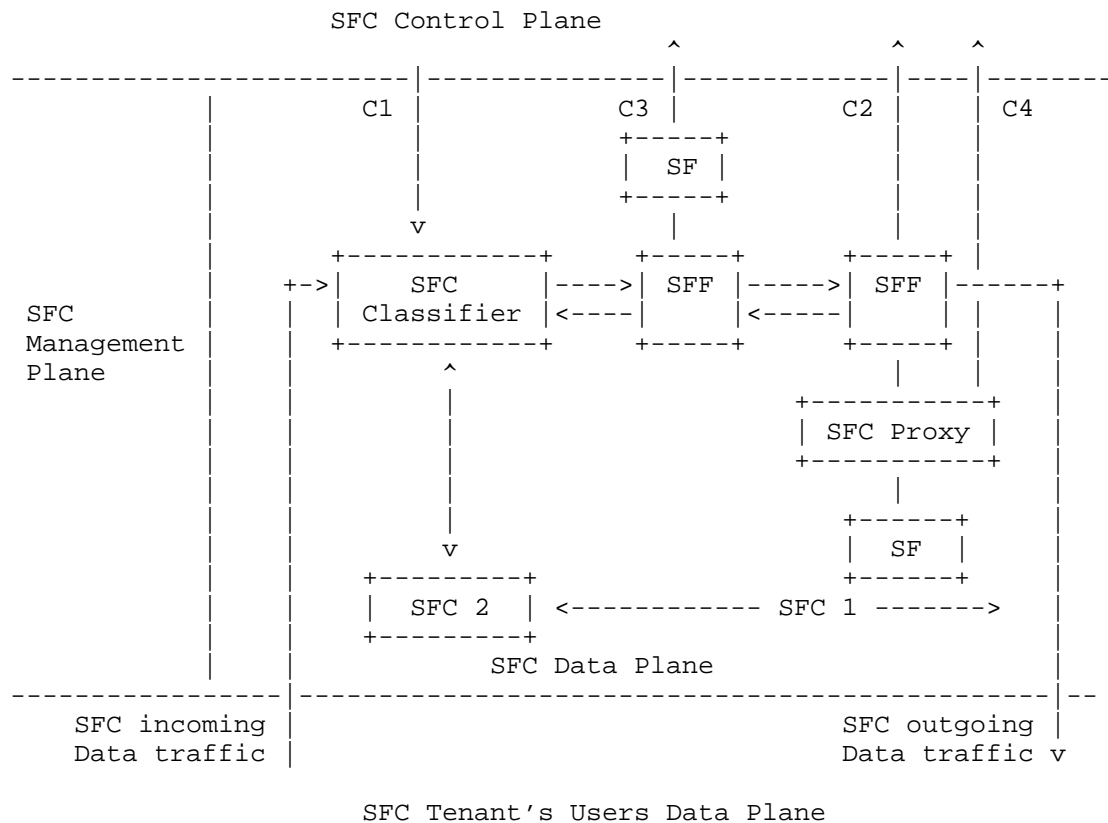 SFC Control Plane
C1 C3 C2 C4
SF
SFC SFF SFF
SFC Classifier
Management
Plane
SFC Proxy
SF
SFC 2 SFC 1
SFC Data Plane
SFC incoming SFC outgoing
Data traffic Data traffic
SFC Tenant's Users Data Plane